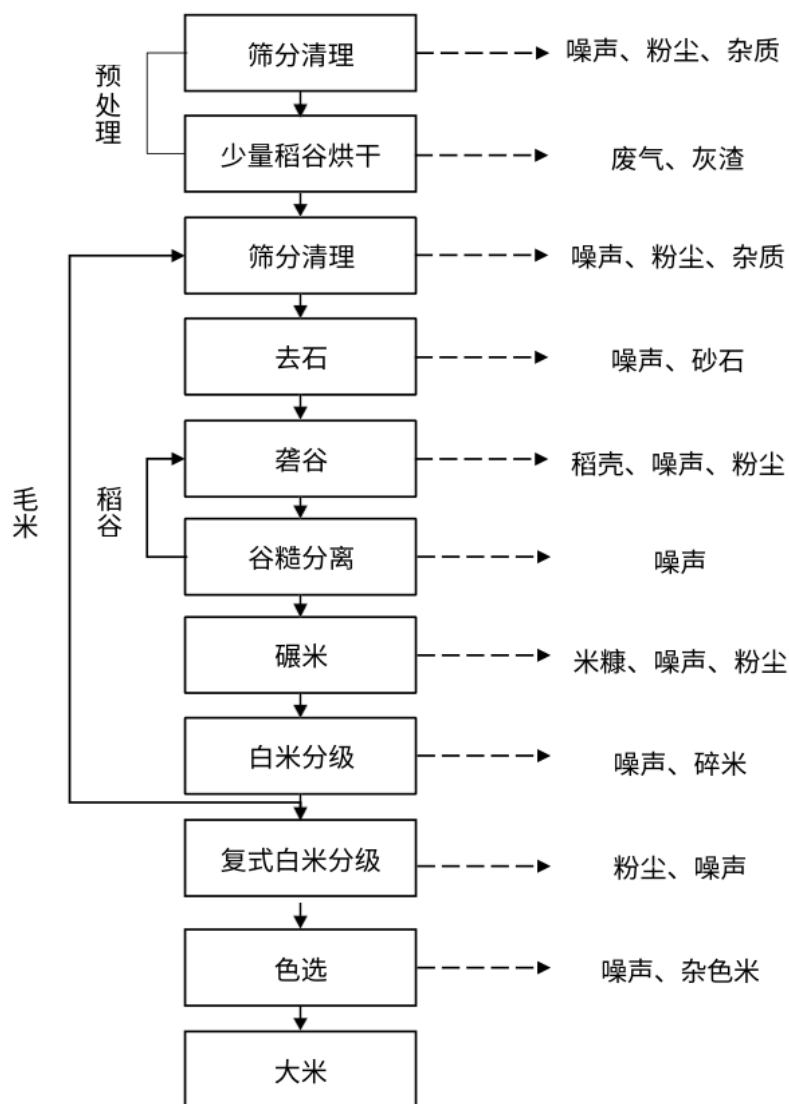 筛分清理
噪声、粉尘、杂质
预处理
少量稻谷烘干
废气、灰渣
筛分清理
噪声、粉尘、杂质
去石
噪声、砂石
砻谷
稻壳、噪声、粉尘
毛米
稻谷
谷糙分离
噪声
碾米
米糠、噪声、粉尘
白米分级
噪声、碎米
复式白米分级
粉尘、噪声
色选
噪声、杂色米
大米